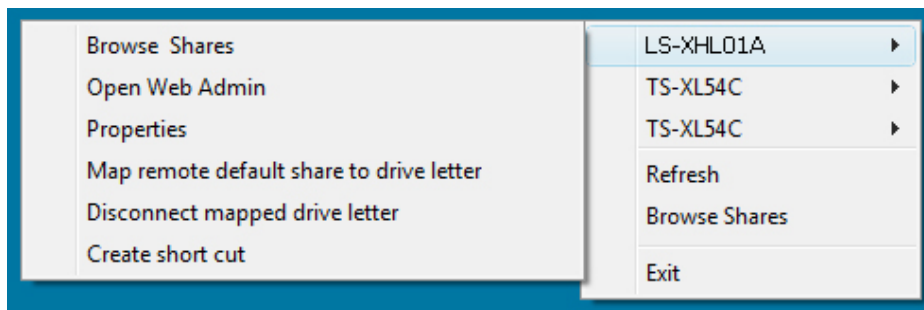 Browse Shares
Open Web Admin
Properties
Map remote default share to drive letter
Disconnect mapped drive letter
Create short cut
LS-XHL01A
TS-XL54C
TS-XL54C
Refresh
Browse Shares
Exit